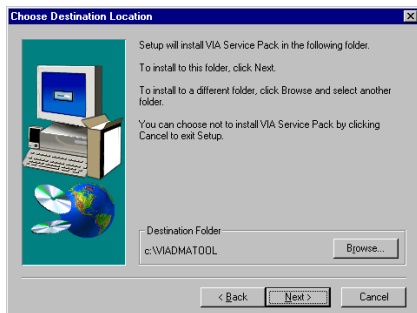 Choose Destination Location
Setup will install VIA Service Pack in the following folder.
To install to this folder, click Next.
To install to a different folder, click Browse and select another
folder.
You can choose not to install VIA Service Pack by clicking
Cancel to exit Setup.
Destination Folder
c:\VIADMATOOL
Browse...
< Back
Next >
Cancel